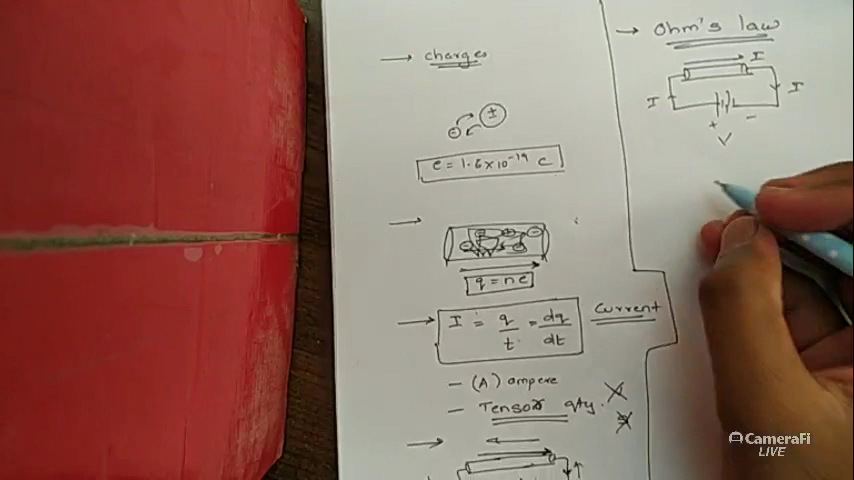 → charges
e = 1.6 × 10⁻¹⁹ c
q = ne
→ I = q/t = dq/dt Current
- (A) ampere
- Tensor qty.
→ Ohm's law
I
I
I
+ -
V
CameraFi
LIVE